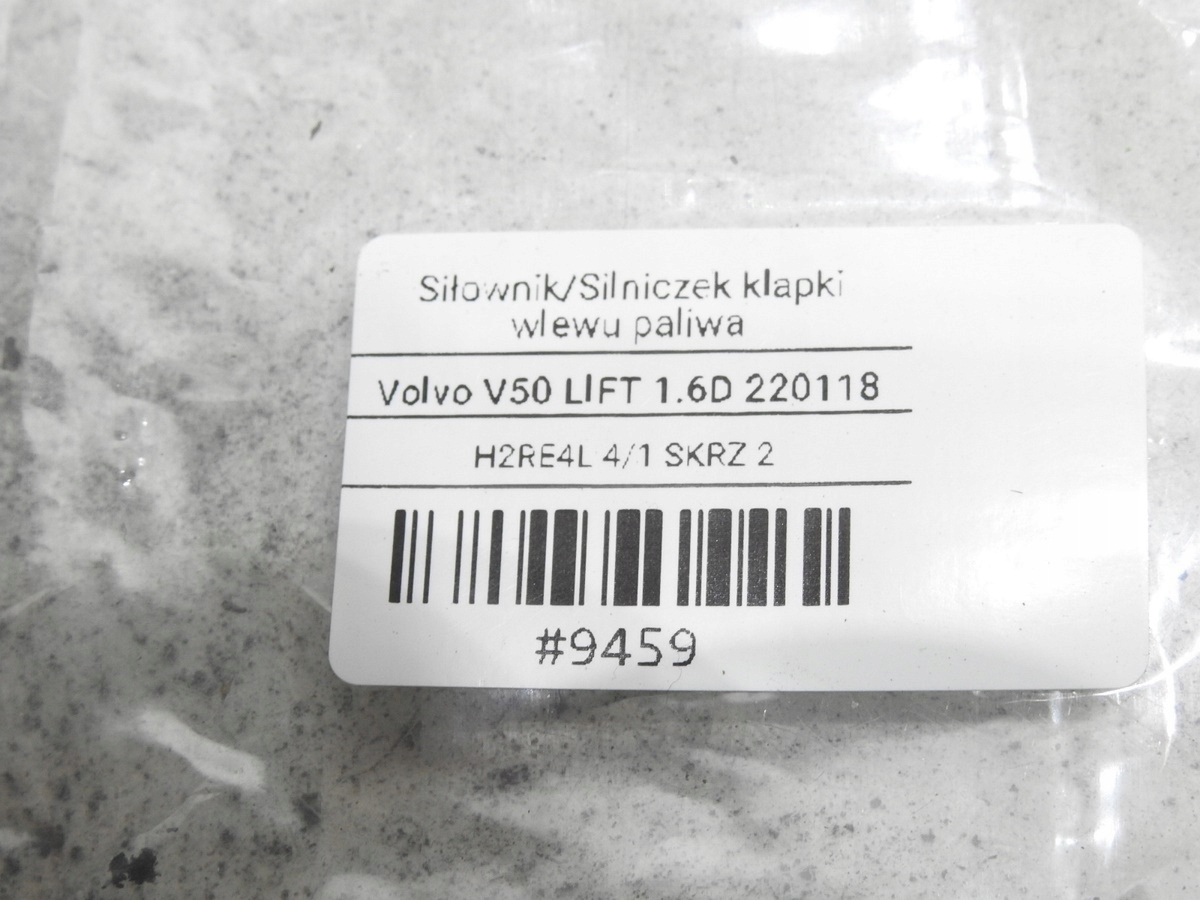 Siłownik/Silniczek klapki
wlewu paliwa
Volvo V50 LIFT 1.6D 220118
H2RE4L 4/1 SKRZ 2
#9459